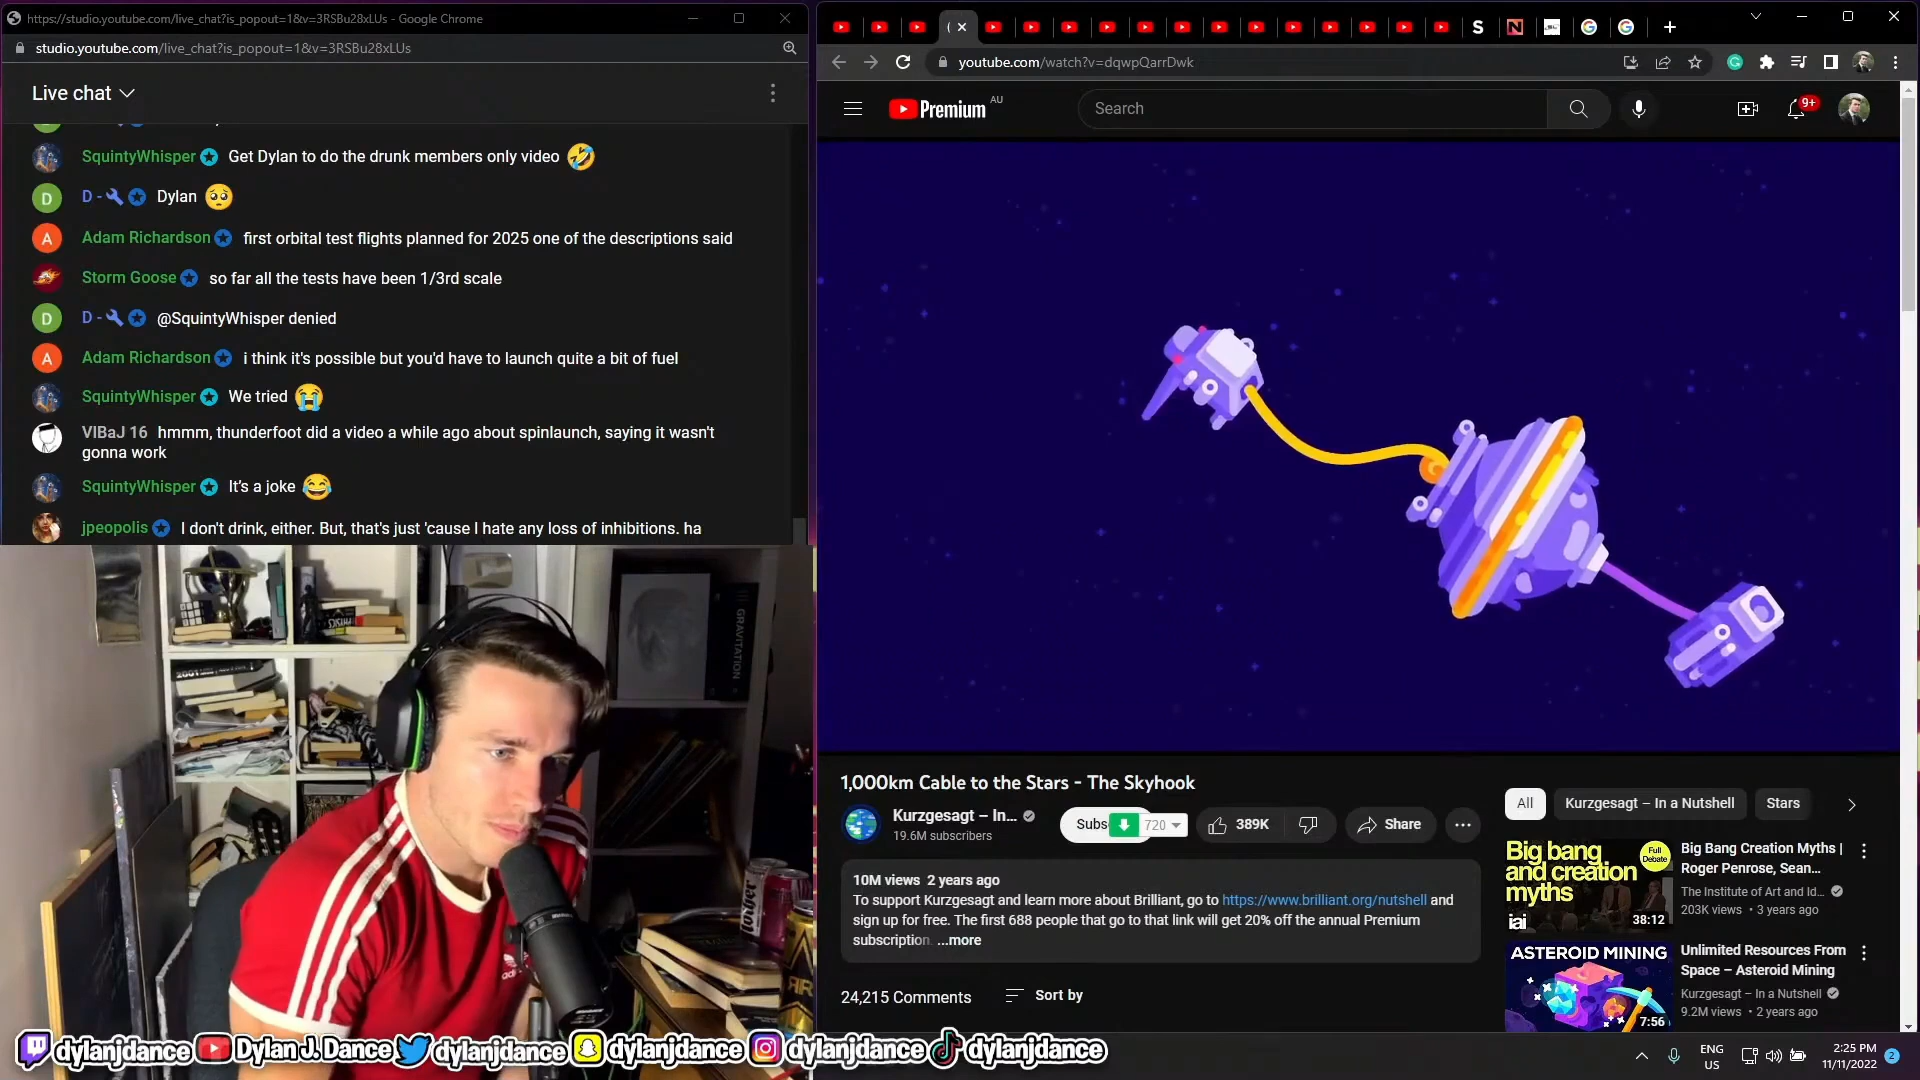 https://studio.youtube.com/live_chat?is_popout=1&v=3RSBu28xLUs - Google Chrome
studio.youtube.com/live_chat?is_popout=1&v=3RSBu28xLUs
Live chat
SquintyWhisper Get Dylan to do the drunk members only video 🤣
D
D - Dylan 🥺
A
Adam Richardson first orbital test flights planned for 2025 one of the descriptions said
Storm Goose so far all the tests have been 1/3rd scale
D
D - @SquintyWhisper denied
A
Adam Richardson i think it's possible but you'd have to launch quite a bit of fuel
SquintyWhisper We tried 😭
VIBaJ 16 hmmm, thunderfoot did a video a while ago about spinlaunch, saying it wasn't
gonna work
SquintyWhisper It's a joke 😂
jpeopolis I don't drink, either. But, that's just 'cause I hate any loss of inhibitions. ha
GRAVITATION
youtube.com/watch?v=dqwpQarrDwk
Premium AU
Search
9+
1,000km Cable to the Stars - The Skyhook
Kurzgesagt – In...
19.6M subscribers
Subs
720
389K
Share
10M views 2 years ago
To support Kurzgesagt and learn more about Brilliant, go to https://www.brilliant.org/nutshell and
sign up for free. The first 688 people that go to that link will get 20% off the annual Premium
subscription. ...more
24,215 Comments
Sort by
All
Kurzgesagt – In a Nutshell
Stars
Big bang
and creation
myths
Full
Debate
iai
38:12
Big Bang Creation Myths |
Roger Penrose, Sean...
The Institute of Art and Id...
203K views • 3 years ago
ASTEROID MINING
7:56
Unlimited Resources From
Space – Asteroid Mining
Kurzgesagt – In a Nutshell
9.2M views • 2 years ago
dylanjdance
Dylan J. Dance
dylanjdance
dylanjdance
dylanjdance
dylanjdance
ENG
US
2:25 PM
11/11/2022
2